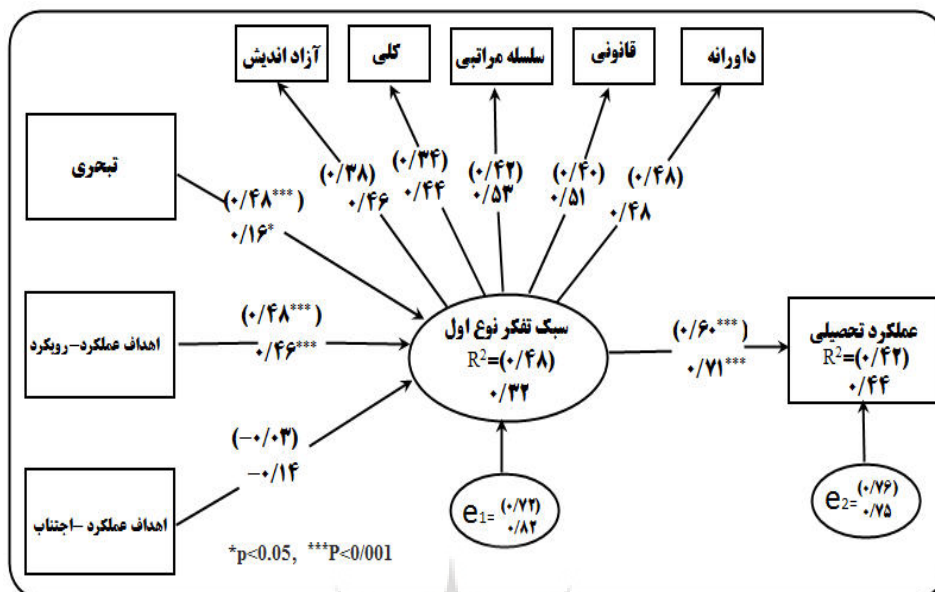 داورانه
قانونی
سلسله مراتبی
کلی
آزاد اندیش
(۰/۴۸)
۰/۴۸
(۰/۴۰)
۰/۵۱
(۰/۴۲)
۰/۵۳
(۰/۳۴)
۰/۴۴
(۰/۳۸)
۰/۴۶
تبحری
(۰/۴۸***)
۰/۱۶*
اهداف عملکرد-رویکرد
(۰/۴۸***)
۰/۴۶***
سبک تفکر نوع اول
R²=(۰/۴۸)
۰/۳۲
(۰/۶۰***)
۰/۷۱***
عملکرد تحصیلی
R²=(۰/۴۲)
۰/۴۴
(-۰/۰۳)
-۰/۱۴
اهداف عملکرد -اجتناب
e1= (۰/۷۲)
۰/۸۲
e2= (۰/۷۶)
۰/۷۵
*p<0.05, ***P<0/001